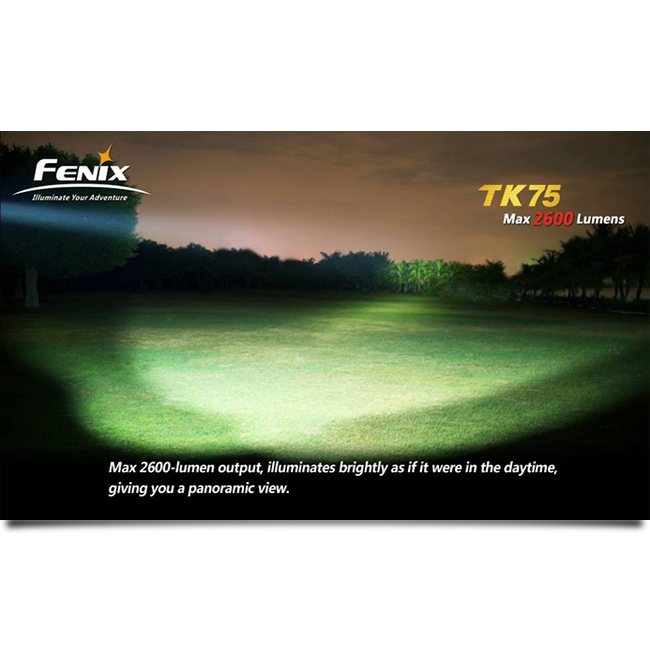 FENIX
Illuminate Your Adventure
TK75
Max 2600 Lumens
Max 2600-lumen output, illuminates brightly as if it were in the daytime,
giving you a panoramic view.